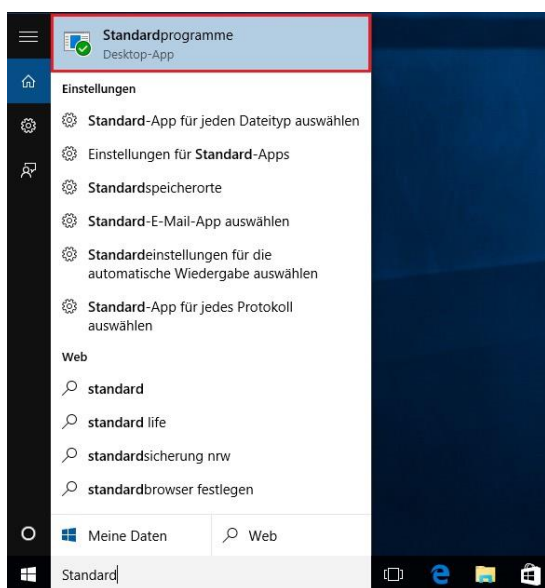 Standardprogramme
Desktop-App
Einstellungen
Standard-App für jeden Dateityp auswählen
Einstellungen für Standard-Apps
Standardspeicherorte
Standard-E-Mail-App auswählen
Standardeinstellungen für die
automatische Wiedergabe auswählen
Standard-App für jedes Protokoll
auswählen
Web
standard
standard life
standardsicherung nrw
standardbrowser festlegen
Meine Daten
Web
Standard